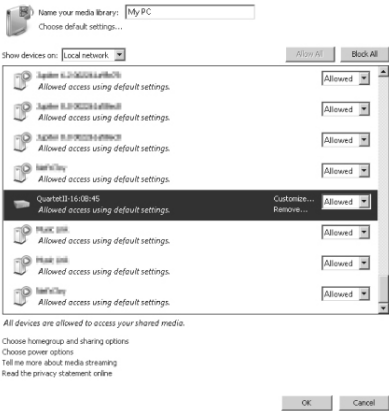 Name your media library: My PC
Choose default settings...
Show devices on: Local network Allow All Block All
Allowed
Allowed access using default settings.
Allowed
Allowed access using default settings.
Allowed
Allowed access using default settings.
Allowed
Allowed access using default settings.
QuartetII-16:0B:45 Customize... Allowed
Allowed access using default settings. Remove...
Allowed
Allowed access using default settings.
Allowed
Allowed access using default settings.
Allowed
Allowed access using default settings.
All devices are allowed to access your shared media.
Choose homegroup and sharing options
Choose power options
Tell me more about media streaming
Read the privacy statement online
OK Cancel